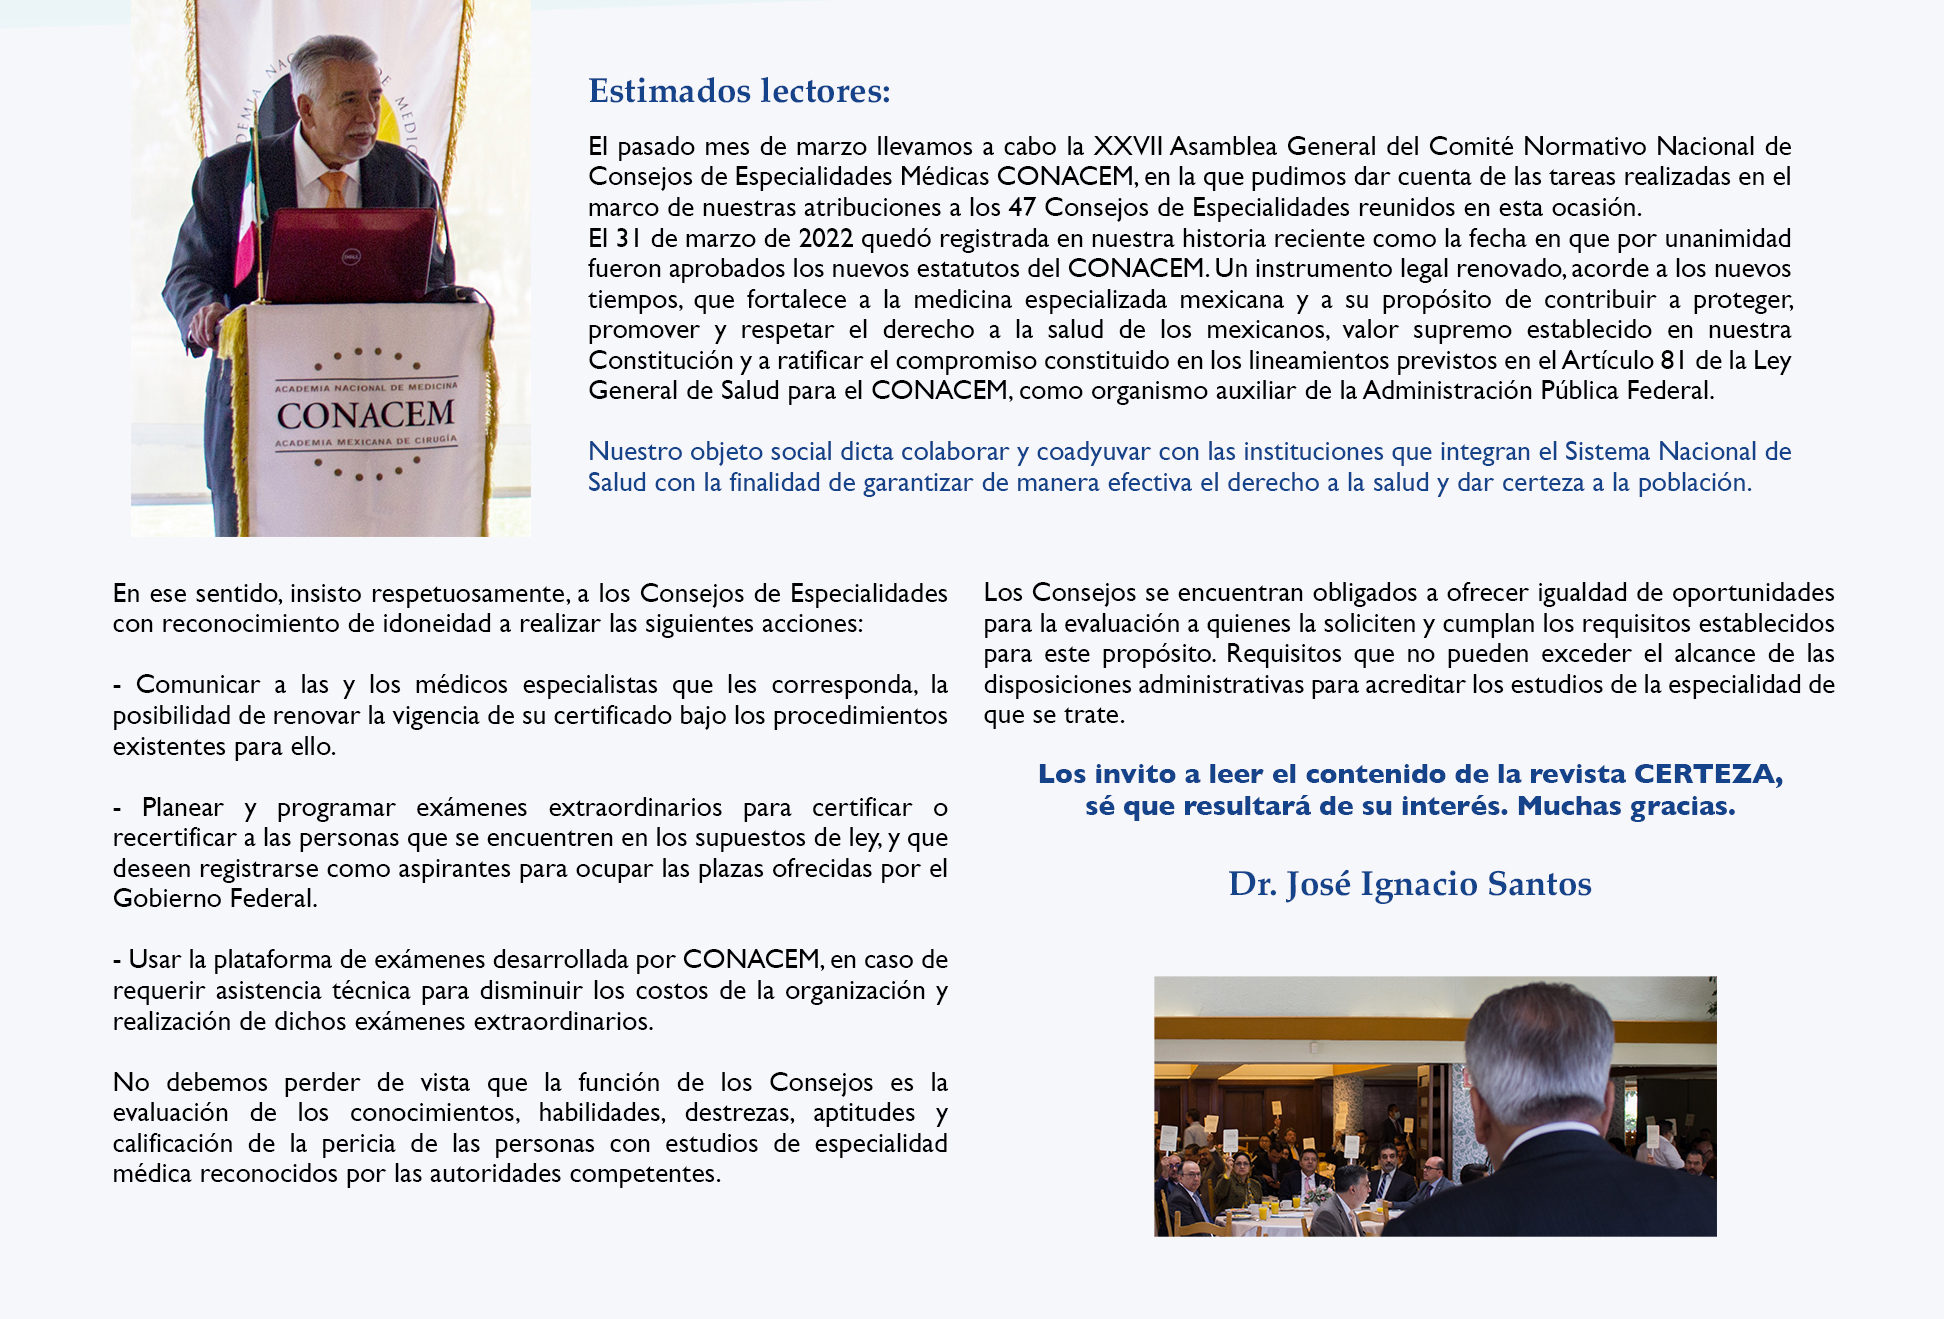 Estimados lectores:
El pasado mes de marzo llevamos a cabo la XXVII Asamblea General del Comité Normativo Nacional de
Consejos de Especialidades Médicas CONACEM, en la que pudimos dar cuenta de las tareas realizadas en el
marco de nuestras atribuciones a los 47 Consejos de Especialidades reunidos en esta ocasión.
El 31 de marzo de 2022 quedó registrada en nuestra historia reciente como la fecha en que por unanimidad
fueron aprobados los nuevos estatutos del CONACEM. Un instrumento legal renovado, acorde a los nuevos
tiempos, que fortalece a la medicina especializada mexicana y a su propósito de contribuir a proteger,
promover y respetar el derecho a la salud de los mexicanos, valor supremo establecido en nuestra
Constitución y a ratificar el compromiso constituido en los lineamientos previstos en el Artículo 81 de la Ley
General de Salud para el CONACEM, como organismo auxiliar de la Administración Pública Federal.
Nuestro objeto social dicta colaborar y coadyuvar con las instituciones que integran el Sistema Nacional de
Salud con la finalidad de garantizar de manera efectiva el derecho a la salud y dar certeza a la población.
DELL
ACADEMIA NACIONAL DE MEDICINA
CONACEM
ACADEMIA MEXICANA DE CIRUGÍA
En ese sentido, insisto respetuosamente, a los Consejos de Especialidades
con reconocimiento de idoneidad a realizar las siguientes acciones:
- Comunicar a las y los médicos especialistas que les corresponda, la
posibilidad de renovar la vigencia de su certificado bajo los procedimientos
existentes para ello.
- Planear y programar exámenes extraordinarios para certificar o
recertificar a las personas que se encuentren en los supuestos de ley, y que
deseen registrarse como aspirantes para ocupar las plazas ofrecidas por el
Gobierno Federal.
- Usar la plataforma de exámenes desarrollada por CONACEM, en caso de
requerir asistencia técnica para disminuir los costos de la organización y
realización de dichos exámenes extraordinarios.
No debemos perder de vista que la función de los Consejos es la
evaluación de los conocimientos, habilidades, destrezas, aptitudes y
calificación de la pericia de las personas con estudios de especialidad
médica reconocidos por las autoridades competentes.
Los Consejos se encuentran obligados a ofrecer igualdad de oportunidades
para la evaluación a quienes la soliciten y cumplan los requisitos establecidos
para este propósito. Requisitos que no pueden exceder el alcance de las
disposiciones administrativas para acreditar los estudios de la especialidad de
que se trate.
Los invito a leer el contenido de la revista CERTEZA,
sé que resultará de su interés. Muchas gracias.
Dr. José Ignacio Santos